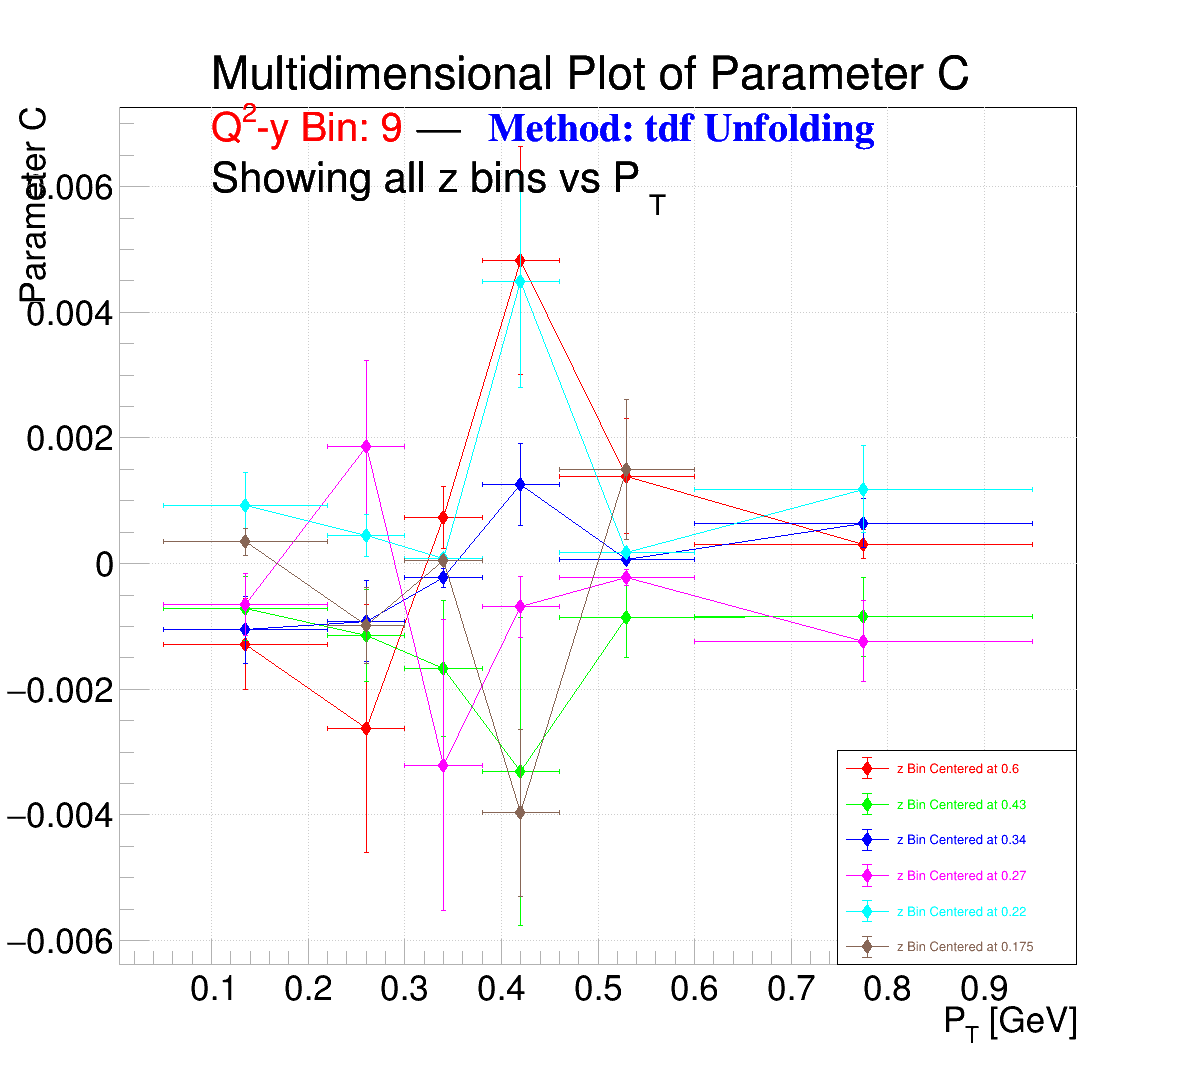 Multidimensional Plot of Parameter C
Q²-y Bin: 9 — Method: tdf Unfolding
Showing all z bins vs P_T
Parameter C
0.006
0.004
0.002
0
−0.002
−0.004
−0.006
z Bin Centered at 0.6
z Bin Centered at 0.43
z Bin Centered at 0.34
z Bin Centered at 0.27
z Bin Centered at 0.22
z Bin Centered at 0.175
0.1 0.2 0.3 0.4 0.5 0.6 0.7 0.8 0.9
P_T [GeV]